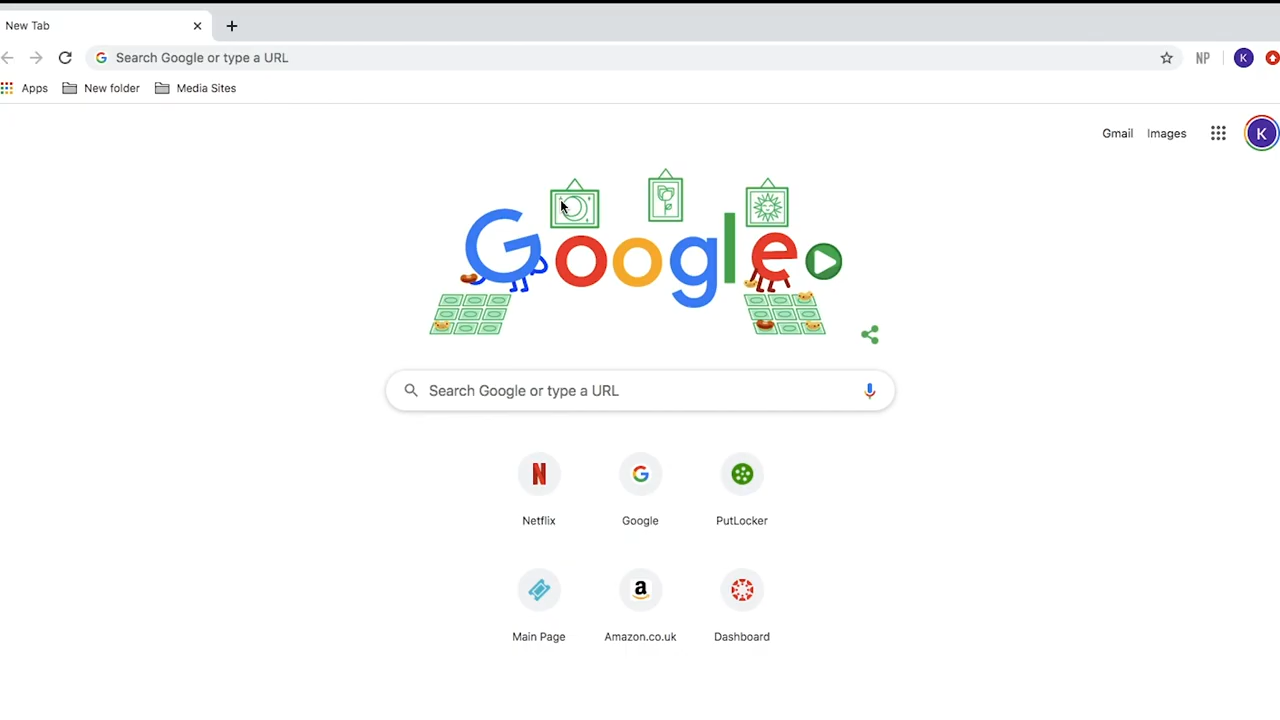 New Tab
Search Google or type a URL
NP
K
Apps
New folder
Media Sites
Gmail
Images
K
Google
Search Google or type a URL
Netflix
Google
PutLocker
Main Page
Amazon.co.uk
Dashboard